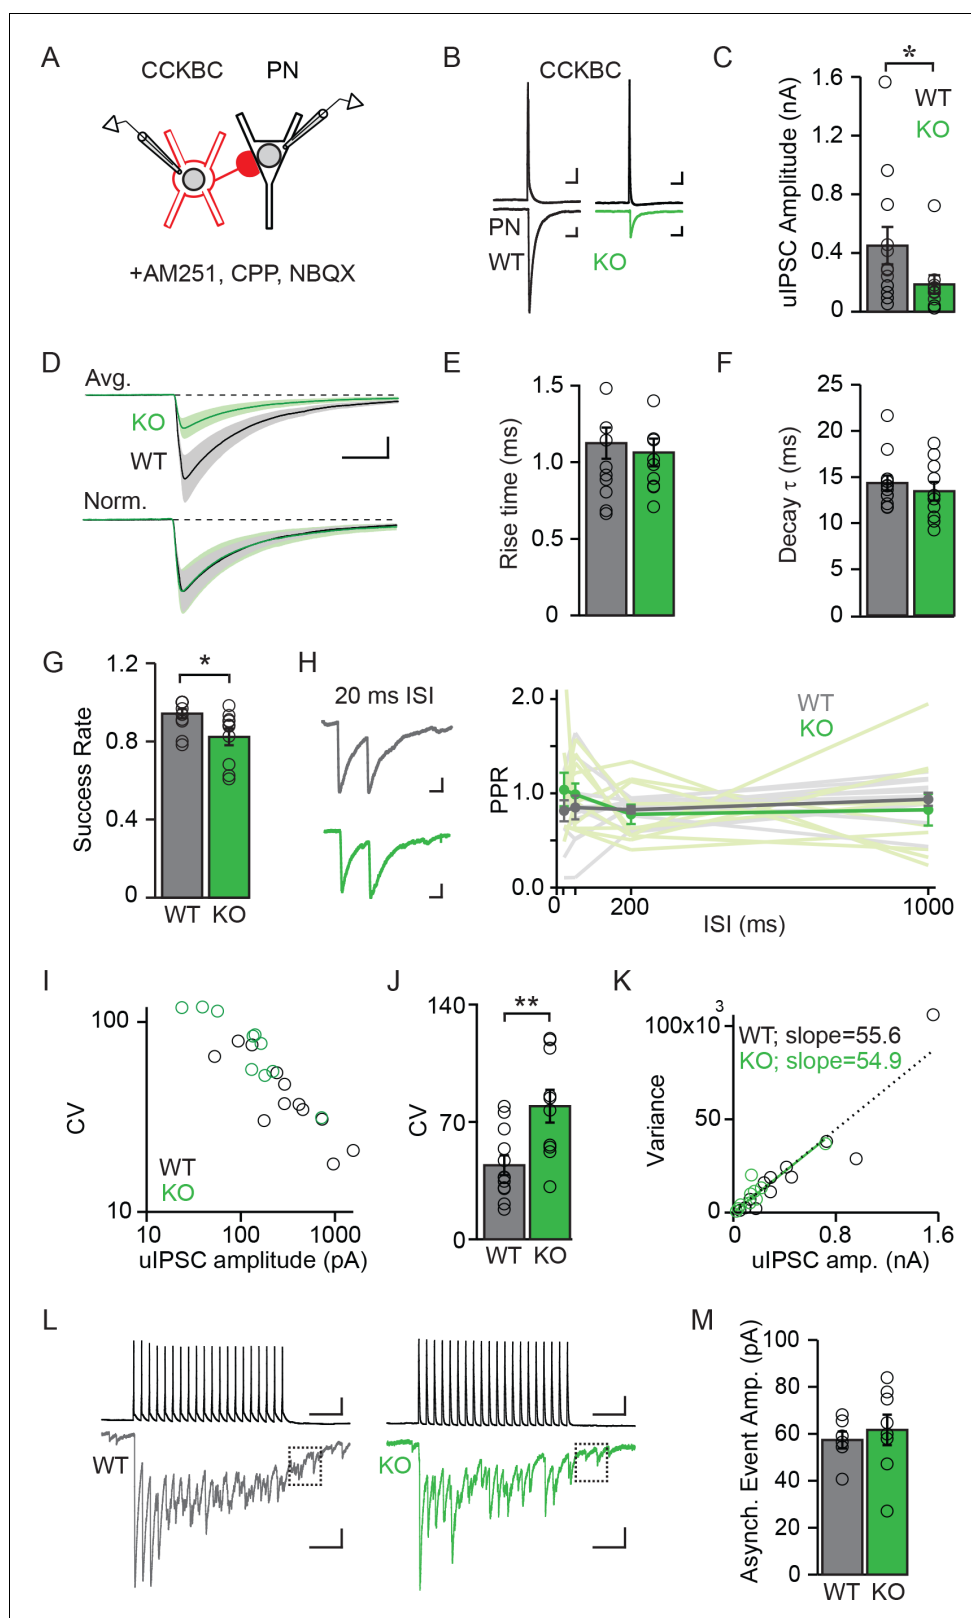 A
CCKBC PN
+AM251, CPP, NBQX
B
CCKBC
PN
WT KO
C
*
WT
KO
uIPSC Amplitude (nA)
1.6
1.2
0.8
0.4
0
D
Avg.
KO
WT
Norm.
E
Rise time (ms)
1.5
1.0
0.5
0
F
Decay τ (ms)
25
20
15
10
5
0
G
*
Success Rate
1.2
0.8
0.4
0
WT KO
H
20 ms ISI
WT
KO
PPR
2.0
1.0
0.0
0 200 1000
ISI (ms)
I
CV
100
10
WT
KO
10 100 1000
uIPSC amplitude (pA)
J
**
CV
140
70
0
WT KO
K
100x10³
50
0
WT; slope=55.6
KO; slope=54.9
Variance
0 0.8 1.6
uIPSC amp. (nA)
L
WT
KO
M
Asynch. Event Amp. (pA)
100
80
60
40
20
0
WT KO